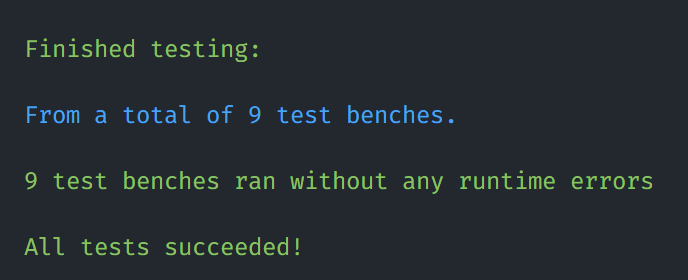 Finished testing:
From a total of 9 test benches.
9 test benches ran without any runtime errors
All tests succeeded!